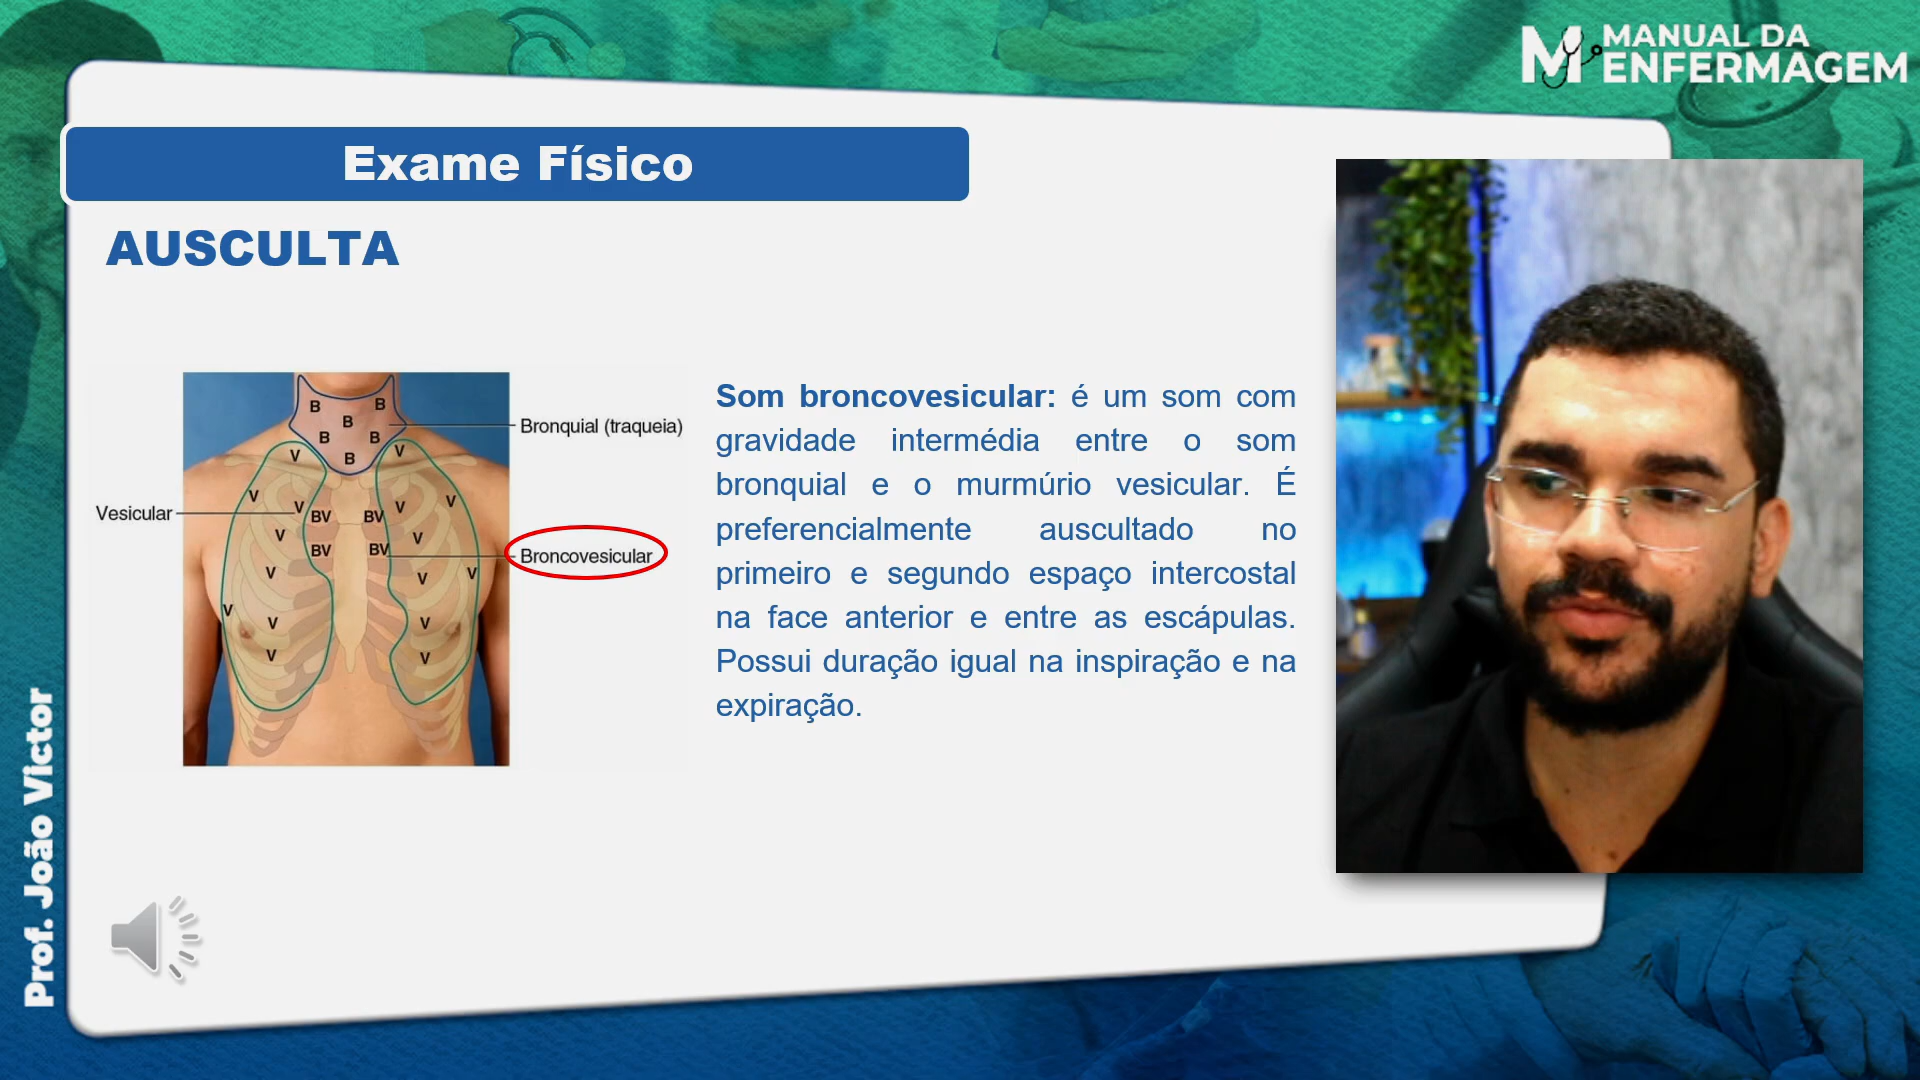 MANUAL DA
ENFERMAGEM
Exame Físico
AUSCULTA
B
B
B
B
B
B
Bronquial (traqueia)
V
V
V
V
V
V
Vesicular
V
BV
BV
V
V
BV
BV
Broncovesicular
V
V
V
V
V
V
V
V
V
Som broncovesicular: é um som com
gravidade intermédia entre o som
bronquial e o murmúrio vesicular. É
preferencialmente auscultado no
primeiro e segundo espaço intercostal
na face anterior e entre as escápulas.
Possui duração igual na inspiração e na
expiração.
Prof. João Victor